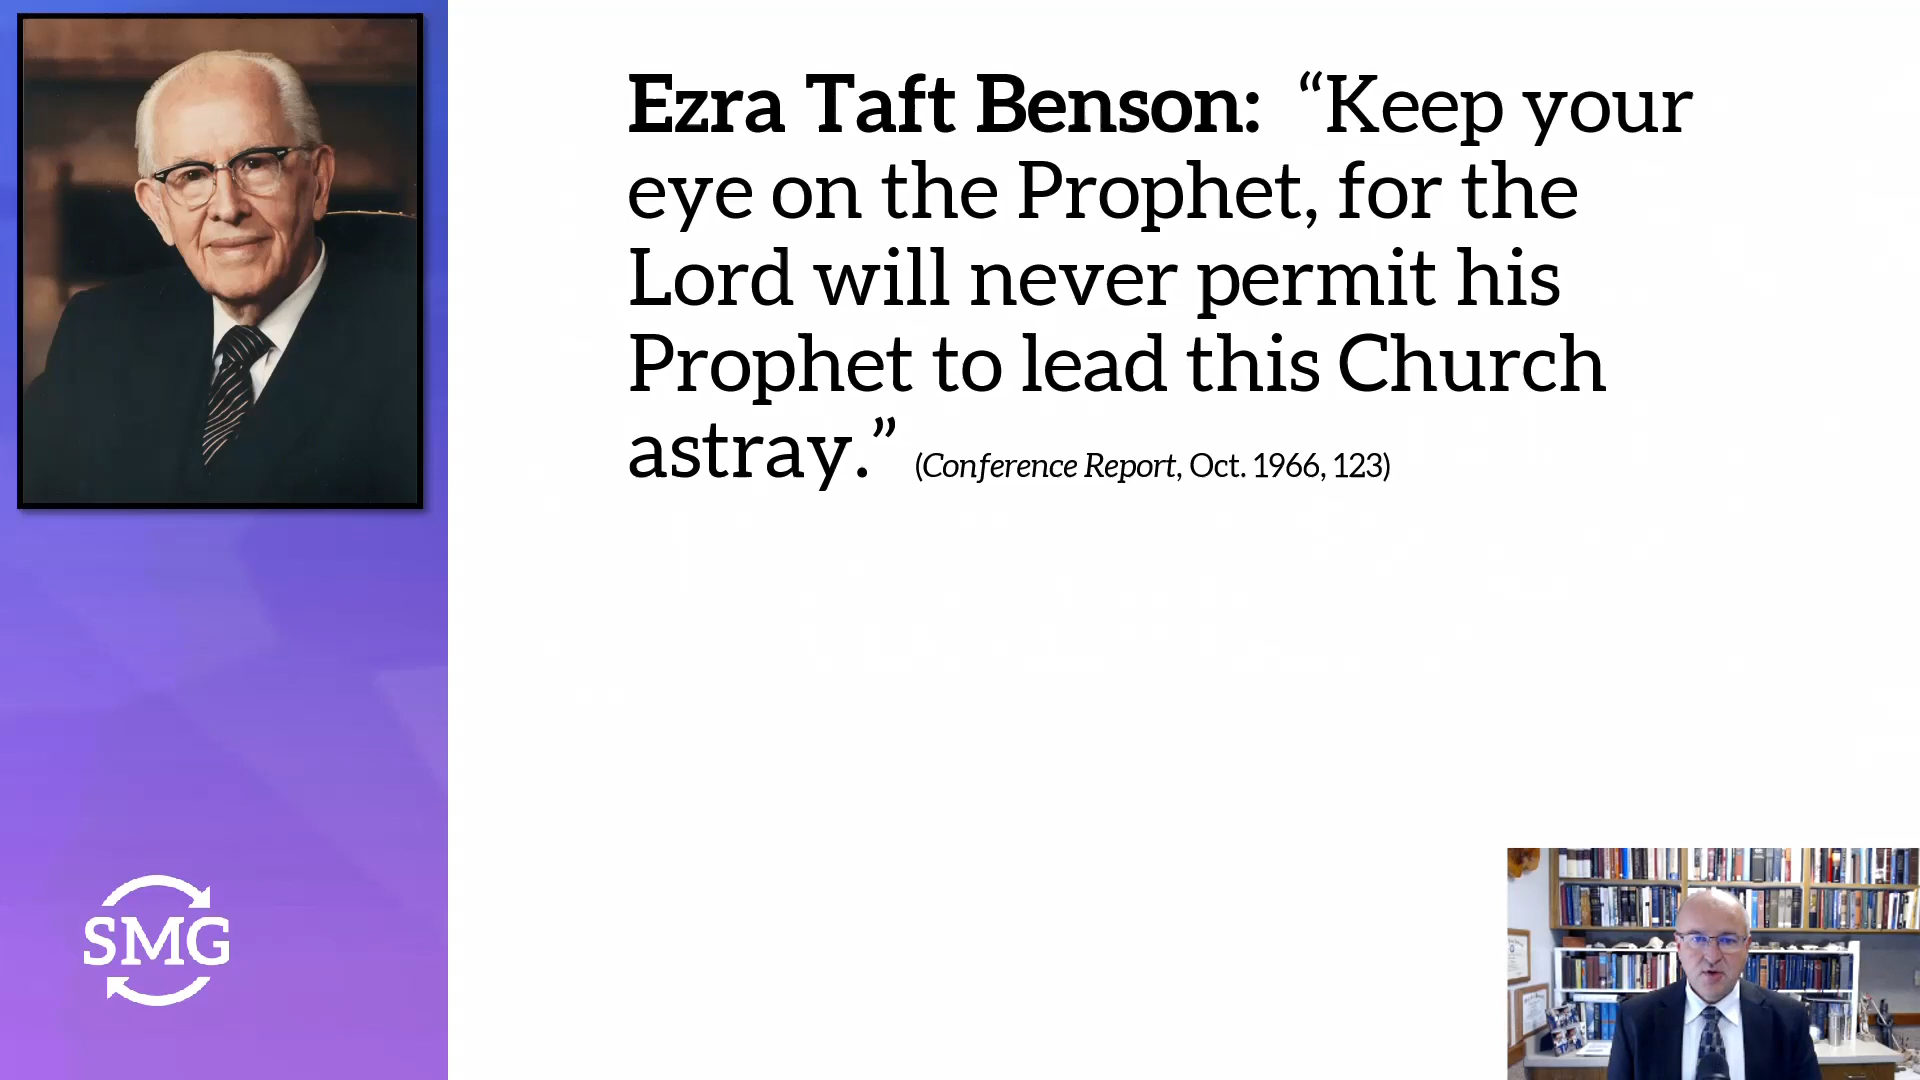 Ezra Taft Benson: “Keep your
eye on the Prophet, for the
Lord will never permit his
Prophet to lead this Church
astray.” (Conference Report, Oct. 1966, 123)
SMG